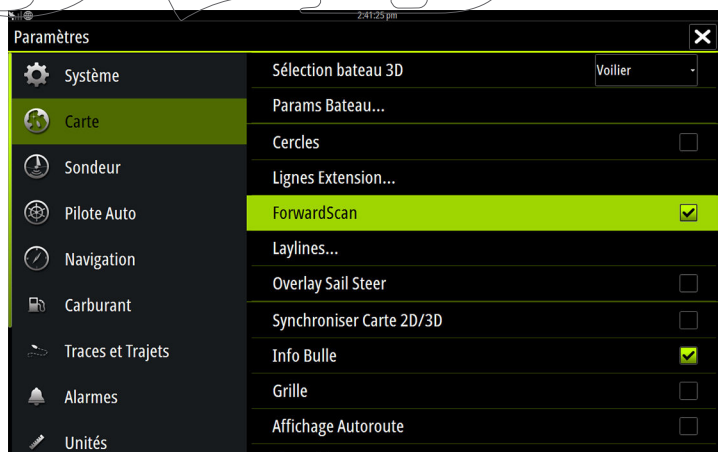 2:41:25 pm
Paramètres
Système
Carte
Sondeur
Pilote Auto
Navigation
Carburant
Traces et Trajets
Alarmes
Unités
Sélection bateau 3D
Voilier
Params Bateau...
Cercles
Lignes Extension...
ForwardScan
Laylines...
Overlay Sail Steer
Synchroniser Carte 2D/3D
Info Bulle
Grille
Affichage Autoroute